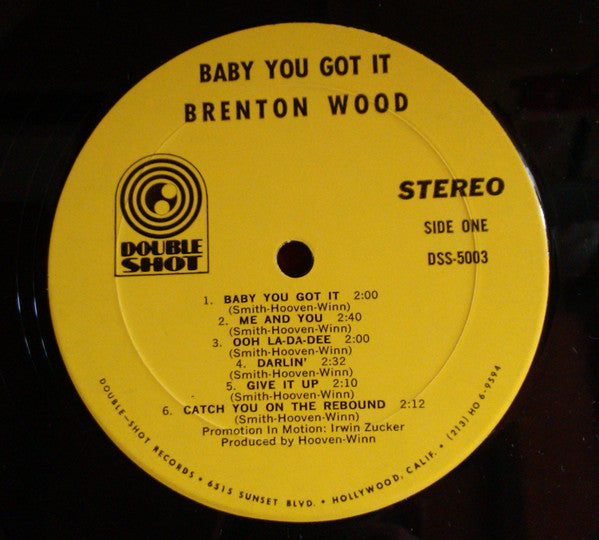 BABY YOU GOT IT
BRENTON WOOD
DOUBLE
SHOT
STEREO
SIDE ONE
DSS-5003
1. BABY YOU GOT IT 2:00
(Smith-Hooven-Winn)
2. ME AND YOU 2:40
(Smith-Hooven-Winn)
3. OOH LA-DA-DEE 2:00
(Smith-Hooven-Winn)
4. DARLIN' 2:32
(Smith-Hooven-Winn)
5. GIVE IT UP 2:10
(Smith-Hooven-Winn)
6. CATCH YOU ON THE REBOUND 2:12
(Smith-Hooven-Winn)
Promotion In Motion: Irwin Zucker
Produced by Hooven-Winn
DOUBLE-SHOT RECORDS • 6515 SUNSET BLVD. • HOLLYWOOD, CALIF. • (213) HO 6-9594